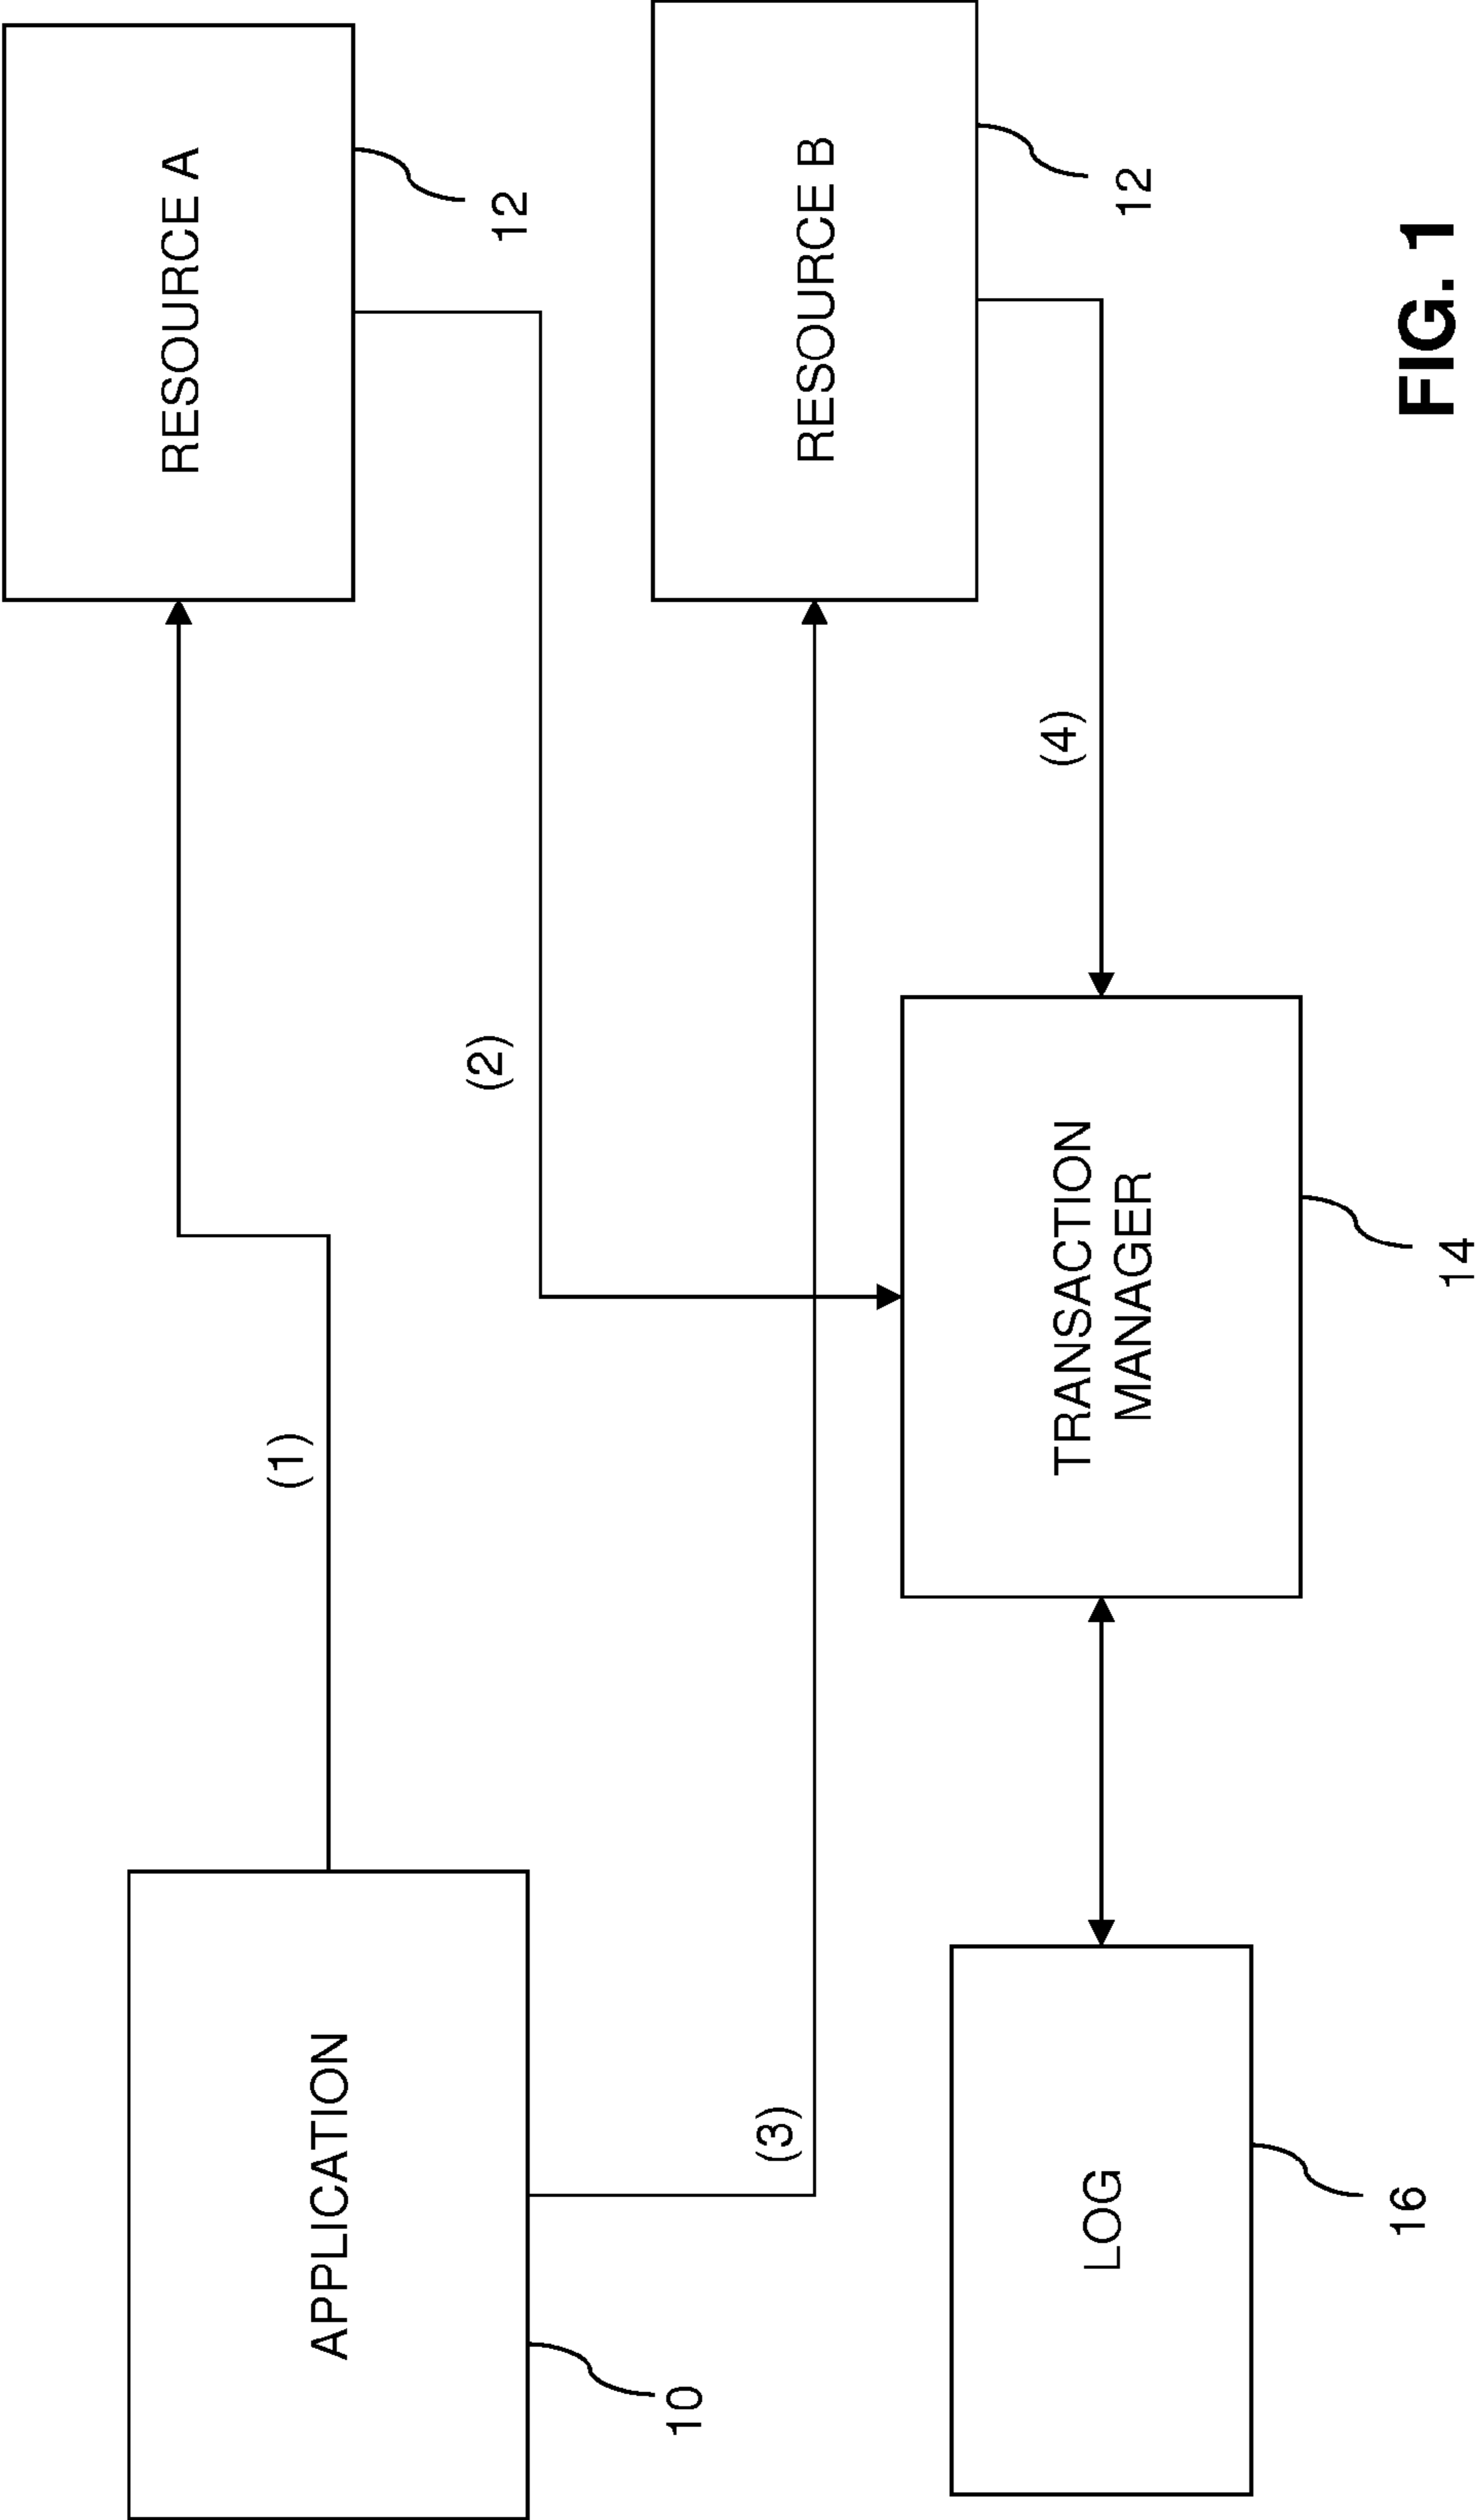 RESOURCE A
12
(1)
(2)
APPLICATION
10
RESOURCE B
12
(3)
(4)
TRANSACTION
MANAGER
14
LOG
16
FIG. 1